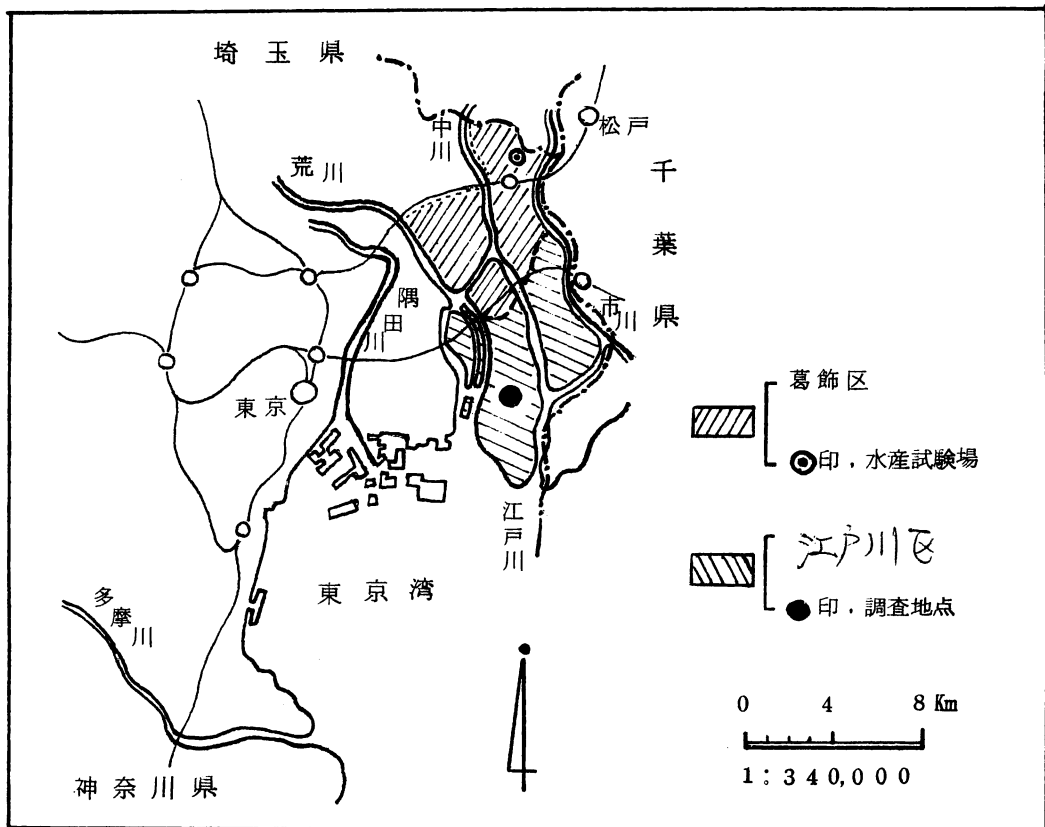 埼玉県
中川
松戸
荒川
千葉県
隅田川
市川
東京
葛飾区
◎印．水産試験場
江戸川
江戸川区
●印．調査地点
東京湾
多摩川
0 4 8 Km
1:340,000
神奈川県